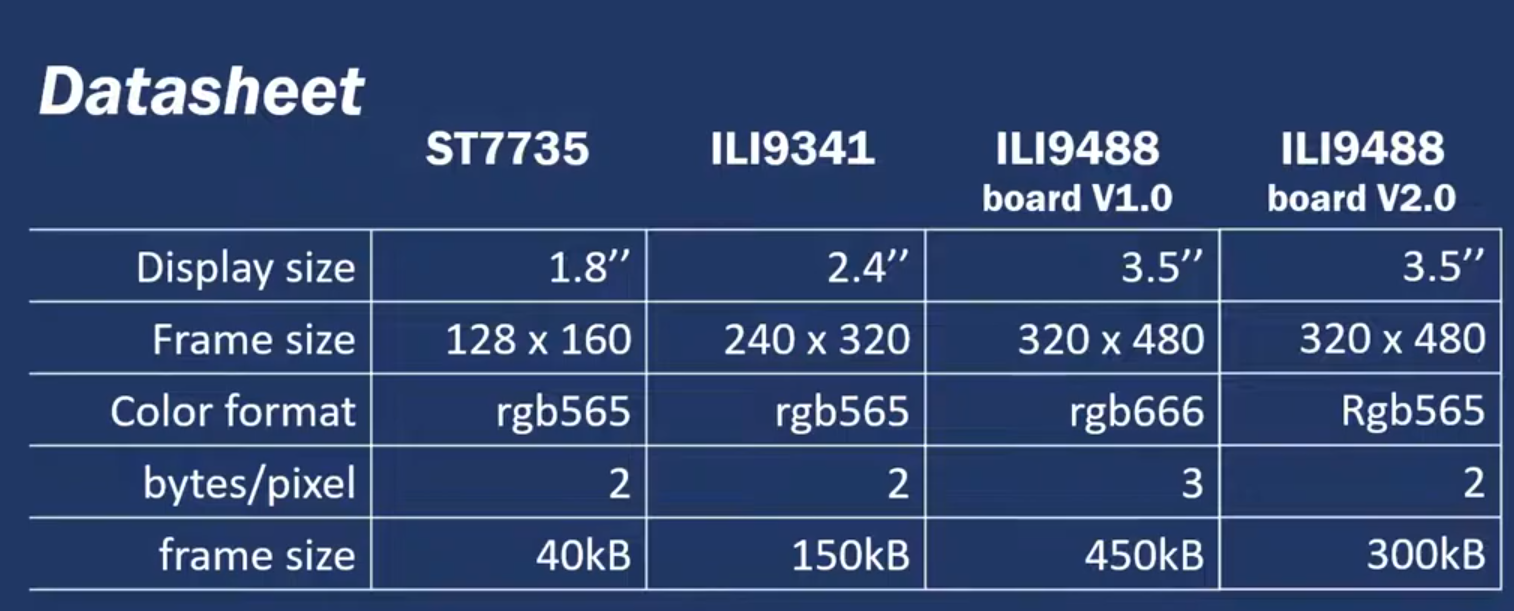 Datasheet
ST7735 ILI9341 ILI9488 ILI9488
board V1.0 board V2.0
Display size 1.8’’ 2.4’’ 3.5’’ 3.5’’
Frame size 128 x 160 240 x 320 320 x 480 320 x 480
Color format rgb565 rgb565 rgb666 Rgb565
bytes/pixel 2 2 3 2
frame size 40kB 150kB 450kB 300kB